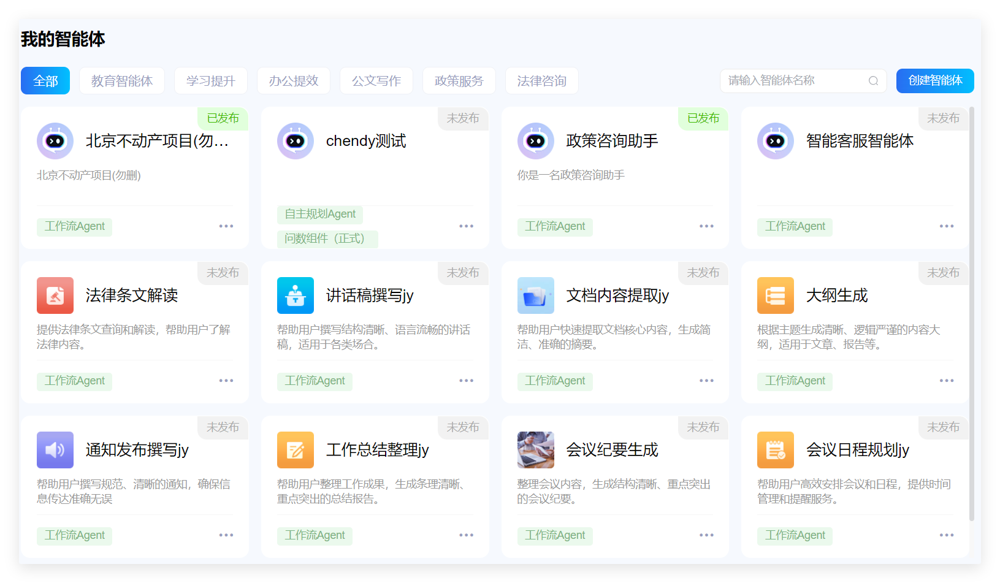 我的智能体
全部
教育智能体
学习提升
办公提效
公文写作
政策服务
法律咨询
请输入智能体名称
创建智能体
已发布
北京不动产项目(勿...
北京不动产项目(勿删)
工作流Agent
未发布
chendy测试
自主规划Agent
问数组件（正式）
已发布
政策咨询助手
你是一名政策咨询助手
工作流Agent
未发布
智能客服智能体
工作流Agent
未发布
法律条文解读
提供法律条文查询和解读，帮助用户了解
法律内容。
工作流Agent
未发布
讲话稿撰写jy
帮助用户撰写结构清晰、语言流畅的讲话
稿，适用于各类场合。
工作流Agent
未发布
文档内容提取jy
帮助用户快速提取文档核心内容，生成简
洁、准确的摘要。
工作流Agent
未发布
大纲生成
根据主题生成清晰、逻辑严谨的内容大
纲，适用于文章、报告等。
工作流Agent
未发布
通知发布撰写jy
帮助用户撰写规范、清晰的通知，确保信
息传达准确无误
工作流Agent
未发布
工作总结整理jy
帮助用户整理工作成果，生成条理清晰、
重点突出的总结报告。
工作流Agent
未发布
会议纪要生成
整理会议内容，生成结构清晰、重点突出
的会议纪要。
工作流Agent
未发布
会议日程规划jy
帮助用户高效安排会议和日程，提供时间
管理和提醒服务。
工作流Agent